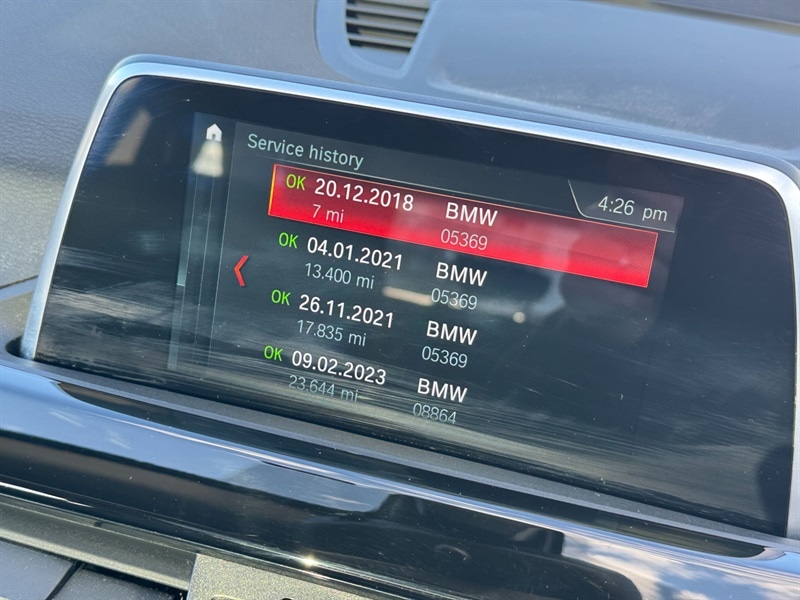 Service history
4:26 pm
OK 20.12.2018 BMW
7 mi 05369
OK 04.01.2021 BMW
13.400 mi 05369
OK 26.11.2021 BMW
17.835 mi 05369
OK 09.02.2023 BMW
23.644 mi 08864